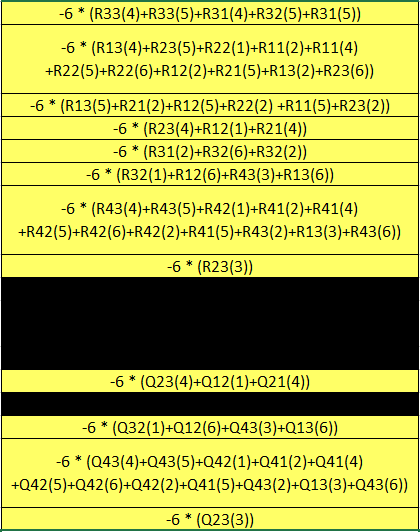 -6 * (R33(4)+R33(5)+R31(4)+R32(5)+R31(5))
-6 * (R13(4)+R23(5)+R22(1)+R11(2)+R11(4)
+R22(5)+R22(6)+R12(2)+R21(5)+R13(2)+R23(6))
-6 * (R13(5)+R21(2)+R12(5)+R22(2) +R11(5)+R23(2))
-6 * (R23(4)+R12(1)+R21(4))
-6 * (R31(2)+R32(6)+R32(2))
-6 * (R32(1)+R12(6)+R43(3)+R13(6))
-6 * (R43(4)+R43(5)+R42(1)+R41(2)+R41(4)
+R42(5)+R42(6)+R42(2)+R41(5)+R43(2)+R13(3)+R43(6))
-6 * (R23(3))
-6 * (Q23(4)+Q12(1)+Q21(4))
-6 * (Q32(1)+Q12(6)+Q43(3)+Q13(6))
-6 * (Q43(4)+Q43(5)+Q42(1)+Q41(2)+Q41(4)
+Q42(5)+Q42(6)+Q42(2)+Q41(5)+Q43(2)+Q13(3)+Q43(6))
-6 * (Q23(3))